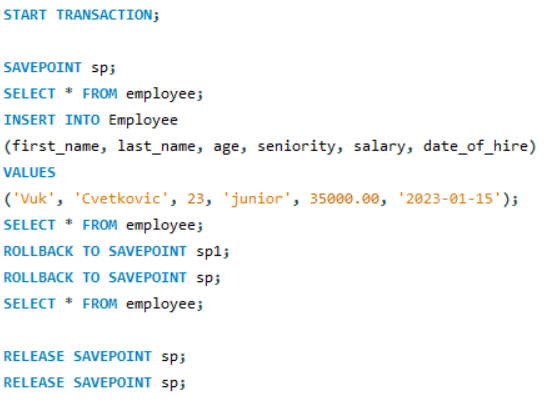 START TRANSACTION;
SAVEPOINT sp;
SELECT * FROM employee;
INSERT INTO Employee
(first_name, last_name, age, seniority, salary, date_of_hire)
VALUES
('Vuk', 'Cvetkovic', 23, 'junior', 35000.00, '2023-01-15');
SELECT * FROM employee;
ROLLBACK TO SAVEPOINT sp1;
ROLLBACK TO SAVEPOINT sp;
SELECT * FROM employee;
RELEASE SAVEPOINT sp;
RELEASE SAVEPOINT sp;